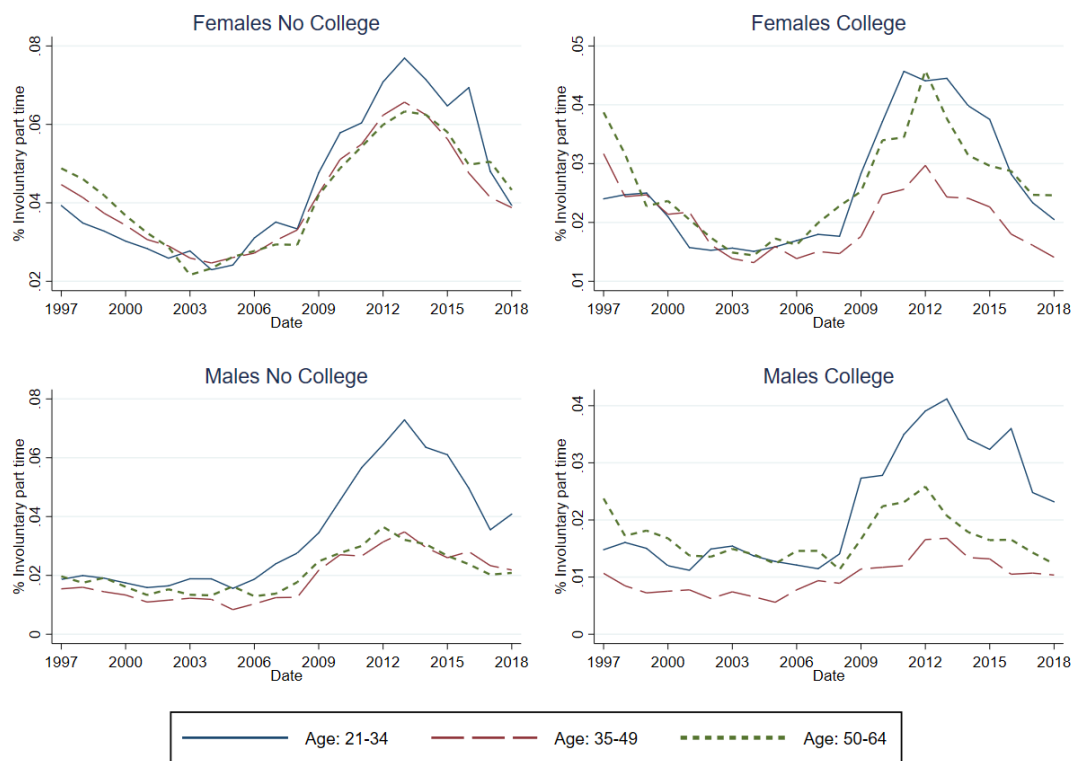 Females No College
% Involuntary part time
.08
.06
.04
.02
1997 2000 2003 2006 2009 2012 2015 2018
Date
Females College
% Involuntary part time
.05
.04
.03
.02
.01
1997 2000 2003 2006 2009 2012 2015 2018
Date
Males No College
% Involuntary part time
.08
.06
.04
.02
0
1997 2000 2003 2006 2009 2012 2015 2018
Date
Males College
% Involuntary part time
.04
.03
.02
.01
0
1997 2000 2003 2006 2009 2012 2015 2018
Date
Age: 21-34 Age: 35-49 Age: 50-64